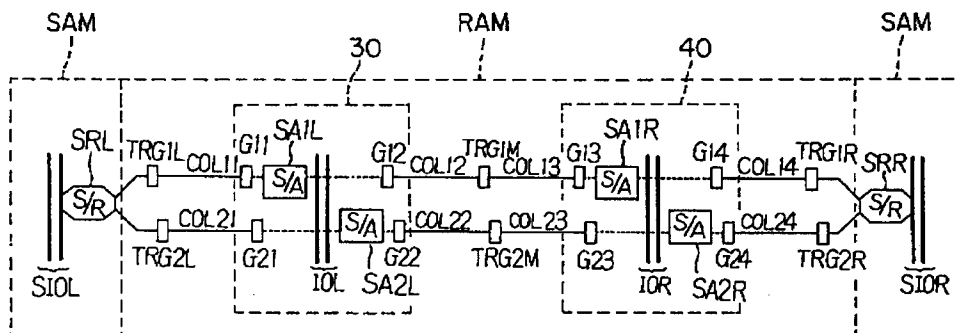 SAM RAM SAM
30 40
SRL TRG1L COL11 G11 SA1L G12 COL12 TRG1M COL13 G13 SA1R G14 COL14 TRG1R SRR
S/R S/A S/A S/R
COL21 S/A COL22 COL23 S/A COL24
SIOL TRG2L G21 IOL SA2L G22 TRG2M G23 IOR SA2R G24 TRG2R SIOR